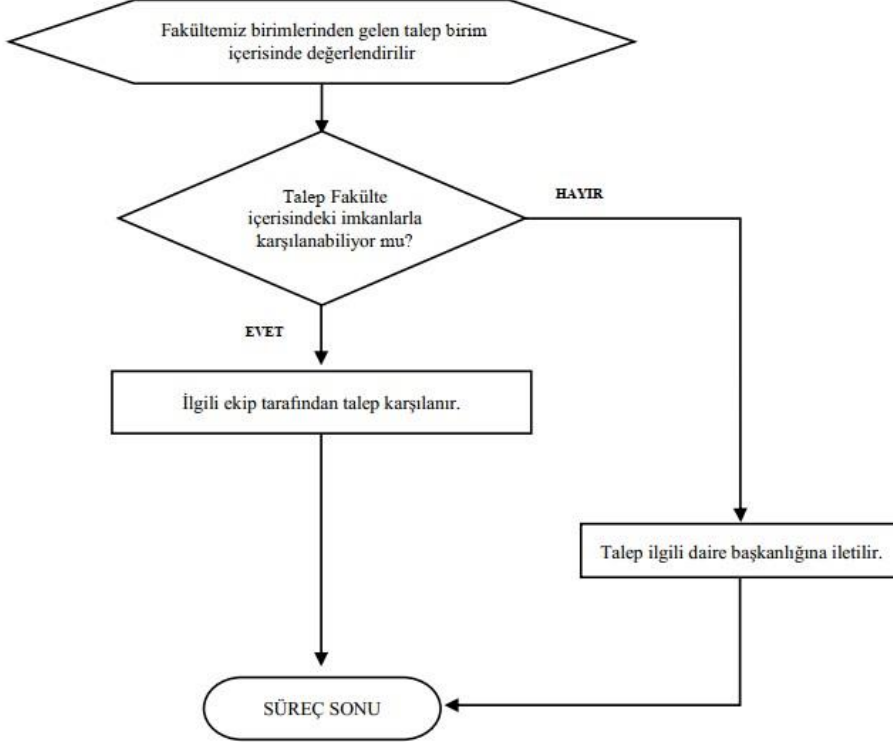 Fakültemiz birimlerinden gelen talep birim
içerisinde değerlendirilir
Talep Fakülte
içerisindeki imkanlarla
karşılanabiliyor mu?
HAYIR
EVET
İlgili ekip tarafından talep karşılanır.
Talep ilgili daire başkanlığına iletilir.
SÜREÇ SONU